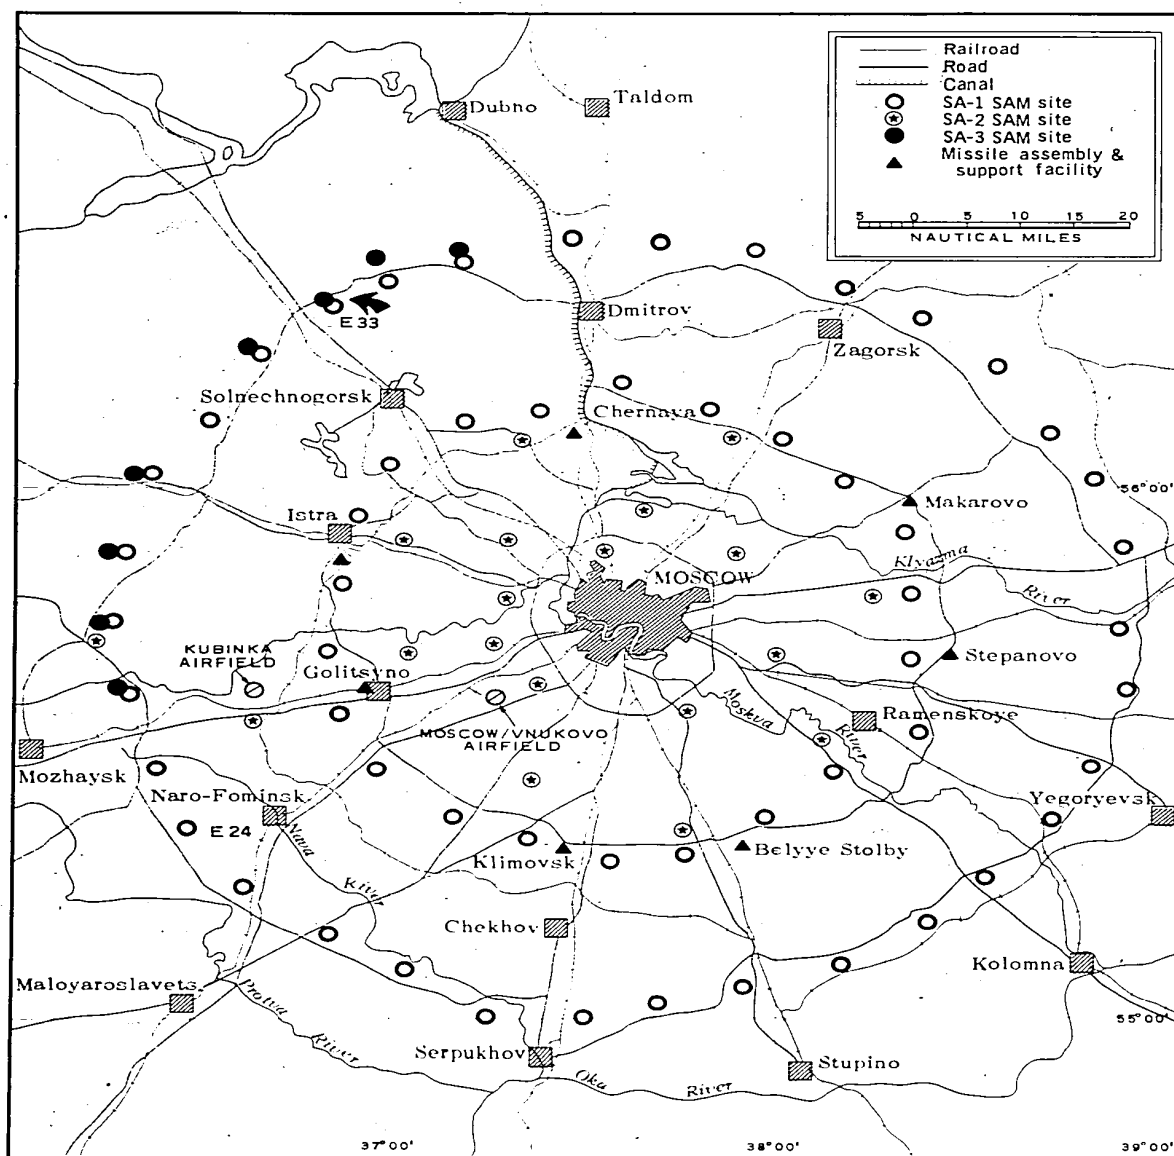 Railroad
Road
Canal
SA-1 SAM site
SA-2 SAM site
SA-3 SAM site
Missile assembly &
support facility
5 0 5 10 15 20
NAUTICAL MILES
Dubno
Taldom
E 33
Dmitrov
Zagorsk
Solnechnogorsk
Chernaya
56°00'
Makarovo
Istra
Klyazma
River
MOSCOW
KUBINKA
AIRFIELD
Golitsyno
Stepanovo
Moskva
River
Ramenskoye
MOSCOW/VNUKOVO
AIRFIELD
Mozhaysk
Naro-Fominsk
Yegoryevsk
E 24
Nara
River
Klimovsk
Belyye Stolby
Chekhov
Kolomna
Maloyaroslavets
Protva
River
55°00'
Serpukhov
Stupino
Oka
River
37°00'
38°00'
39°00'